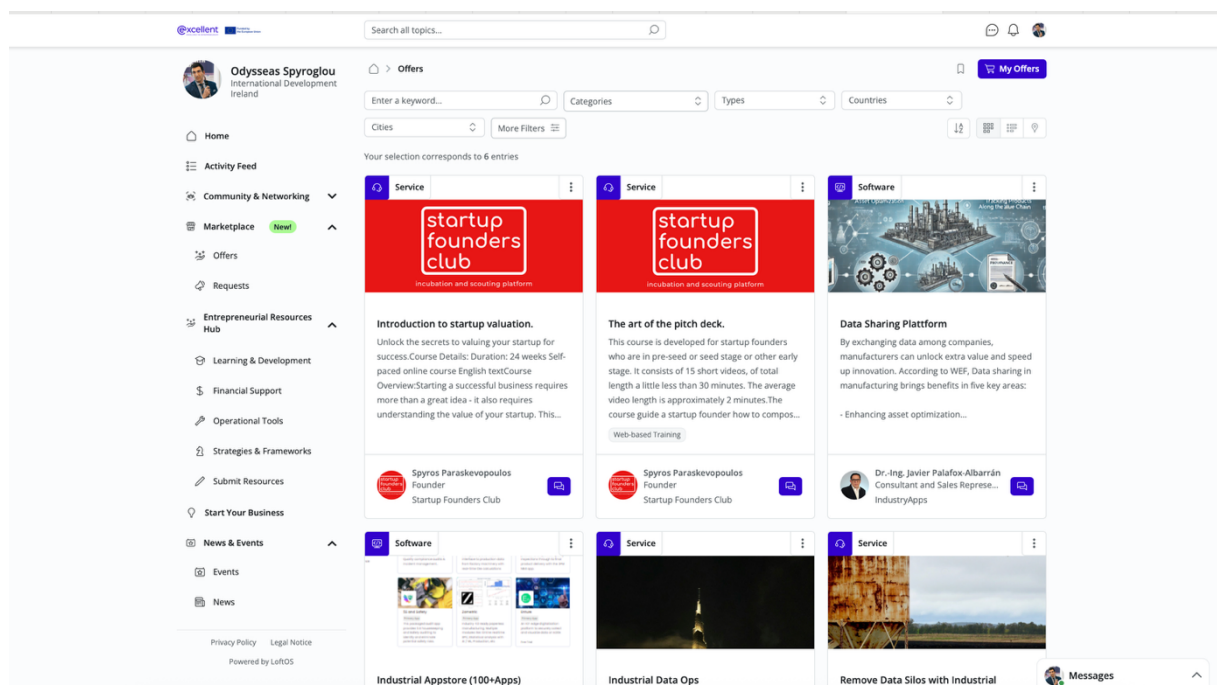 excellent
Search all topics...
Odysseas Spyroglou
International Development
Ireland
Home
Activity Feed
Community & Networking
Marketplace New!
Offers
Requests
Entrepreneurial Resources
Hub
Learning & Development
Financial Support
Operational Tools
Strategies & Frameworks
Submit Resources
Start Your Business
News & Events
Events
News
Privacy Policy Legal Notice
Powered by LoftOS
> Offers
My Offers
Enter a keyword...
Categories
Types
Countries
Cities
More Filters
Your selection corresponds to 6 entries
Service
startup
founders
club
incubation and scouting platform
Introduction to startup valuation.
Unlock the secrets to valuing your startup for
success.Course Details: Duration: 24 weeks Self-
paced online course English textCourse
Overview:Starting a successful business requires
more than a great idea - it also requires
understanding the value of your startup. This...
Spyros Paraskevopoulos
Founder
Startup Founders Club
Service
startup
founders
club
incubation and scouting platform
The art of the pitch deck.
This course is developed for startup founders
who are in pre-seed or seed stage or other early
stage. It consists of 15 short videos, of total
length a little less than 30 minutes. The average
video length is approximately 2 minutes.The
course guide a startup founder how to compos...
Web-based Training
Spyros Paraskevopoulos
Founder
Startup Founders Club
Software
Asset Optimization
Tracking Products
Along the Value Chain
Data Sharing Plattform
By exchanging data among companies,
manufacturers can unlock extra value and speed
up innovation. According to WEF, Data sharing in
manufacturing brings benefits in five key areas:
- Enhancing asset optimization...
Dr.-Ing. Javier Palafox-Albarrán
Consultant and Sales Represe...
IndustryApps
Software
Industrial Appstore (100+Apps)
Service
Industrial Data Ops
Service
Remove Data Silos with Industrial
Messages